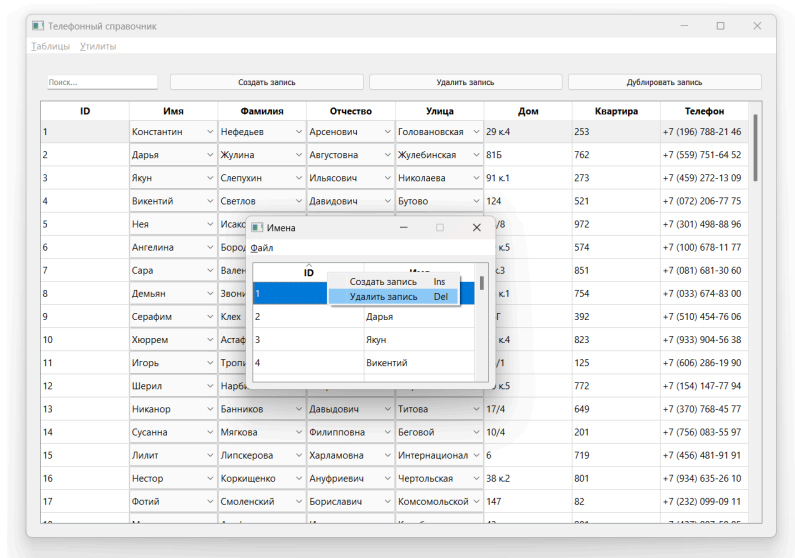 Телефонный справочник
Таблицы Утилиты
Поиск... Создать запись Удалить запись Дублировать запись
ID Имя Фамилия Отчество Улица Дом Квартира Телефон
1 Константин Нефедьев Арсенович Головановская 29 к.4 253 +7 (196) 788-21 46
2 Дарья Жулина Августовна Жулебинская 81Б 762 +7 (559) 751-64 52
3 Якун Слепухин Ильясович Николаева 91 к.1 273 +7 (459) 272-13 09
4 Викентий Светлов Давидович Бутово 124 521 +7 (072) 206-77 75
5 Нея 972 +7 (301) 498-88 96
6 Ангелина к.5 574 +7 (100) 678-11 77
7 Сара 851 +7 (081) 681-30 60
8 Демьян к.1 754 +7 (033) 674-83 00
9 Серафим Клех 392 +7 (510) 454-76 06
10 Хюррем к.4 823 +7 (933) 904-56 38
11 Игорь 125 +7 (606) 286-19 90
12 Шерил к.5 772 +7 (154) 147-77 94
13 Никанор Банников Давыдович Титова 17/4 649 +7 (370) 768-45 77
14 Сусанна Мягкова Филипповна Беговой 10/4 201 +7 (756) 083-55 97
15 Лилит Липскерова Харламовна Интернационал 6 719 +7 (456) 481-91 91
16 Нестор Коркищенко Ануфриевич Чертольская 38 к.2 801 +7 (934) 635-26 10
17 Фотий Смоленский Бориславич Комсомольской 147 82 +7 (232) 099-09 11
Имена
Файл
ID
Создать запись Ins
Удалить запись Del
1
2 Дарья
3 Якун
4 Викентий